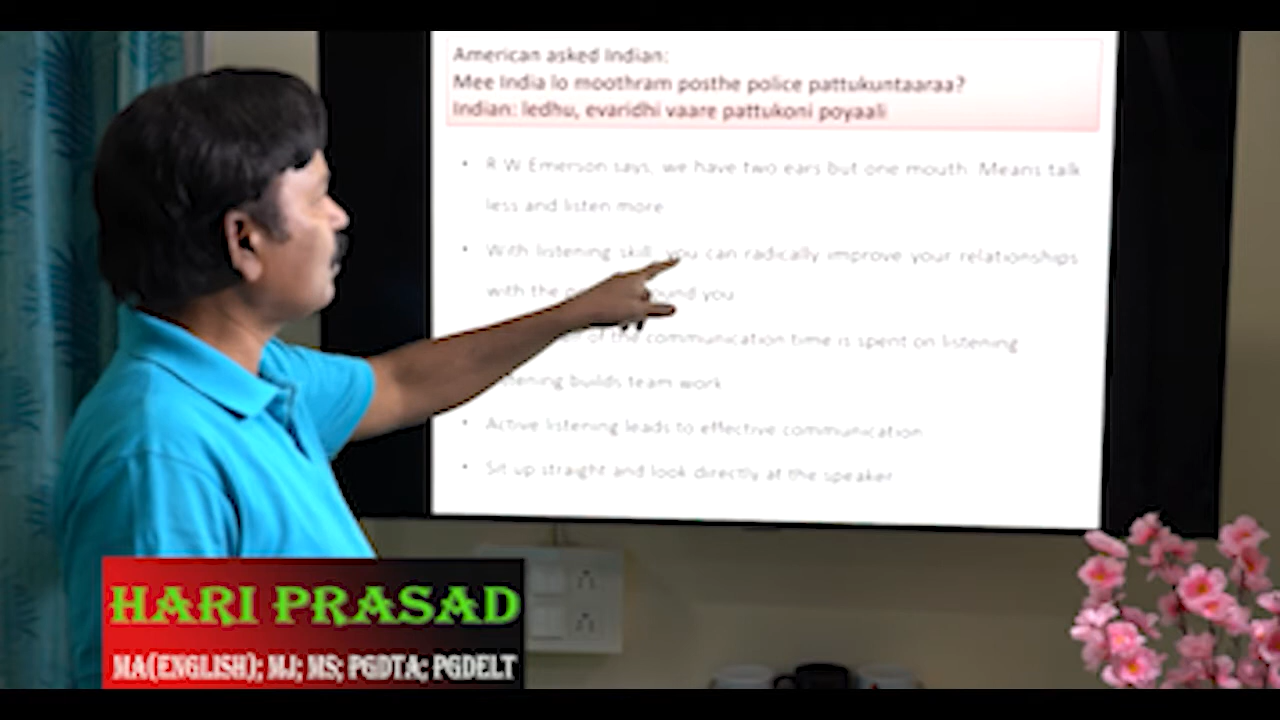 American asked Indian:
Mee India lo moothram posthe police pattukuntaaraa?
Indian: ledhu, evaridhi vaare pattukoni poyaali
• R W Emerson says, we have two ears but one mouth. Means talk
less and listen more
• With listening skill, you can radically improve your relationships
with the you
of the communication time is spent on listening
builds team work
• Active listening leads to effective communication
• Sit up straight and look directly at the speaker
HARI PRASAD
MA(ENGLISH); MJ; MS; PGDTA; PGDELT